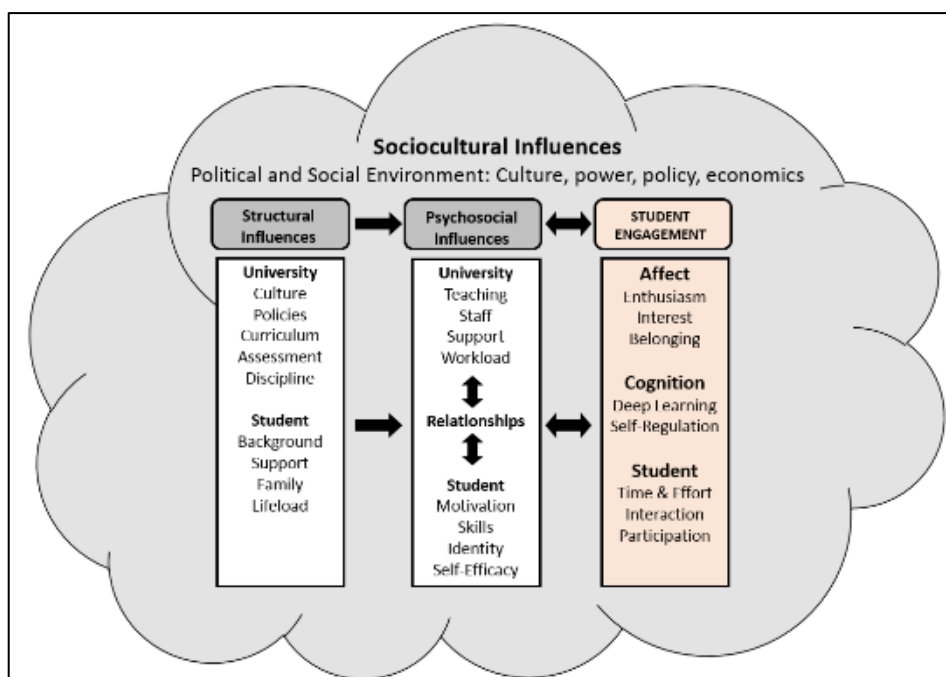 Sociocultural Influences
Political and Social Environment: Culture, power, policy, economics
Structural
Influences
Psychosocial
Influences
STUDENT
ENGAGEMENT
University
Culture
Policies
Curriculum
Assessment
Discipline
Student
Background
Support
Family
Lifeload
University
Teaching
Staff
Support
Workload
Relationships
Student
Motivation
Skills
Identity
Self-Efficacy
Affect
Enthusiasm
Interest
Belonging
Cognition
Deep Learning
Self-Regulation
Student
Time & Effort
Interaction
Participation